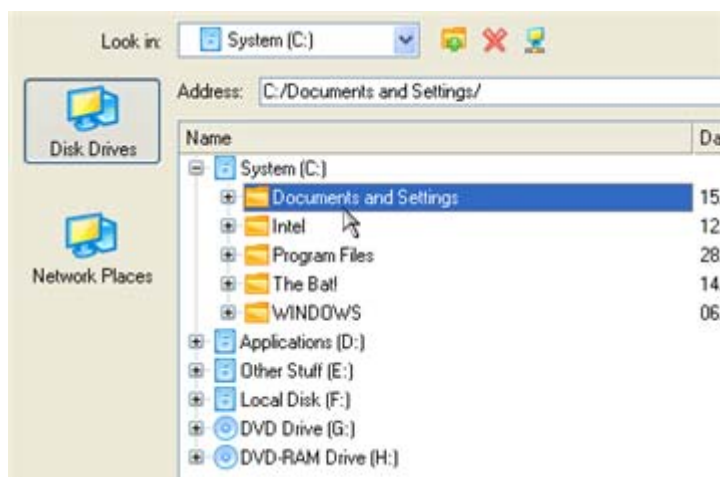 Look in: System (C:)
Address: C:/Documents and Settings/
Disk Drives
Network Places
Name Da
System (C:)
Documents and Settings 15
Intel 12
Program Files 28
The Bat! 14
WINDOWS 06
Applications (D:)
Other Stuff (E:)
Local Disk (F:)
DVD Drive (G:)
DVD-RAM Drive (H:)